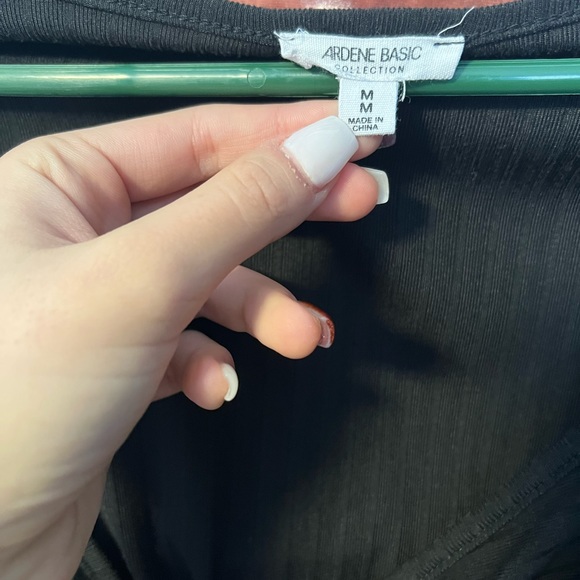 ARDENE BASIC
COLLECTION
M
M
MADE IN
CHINA